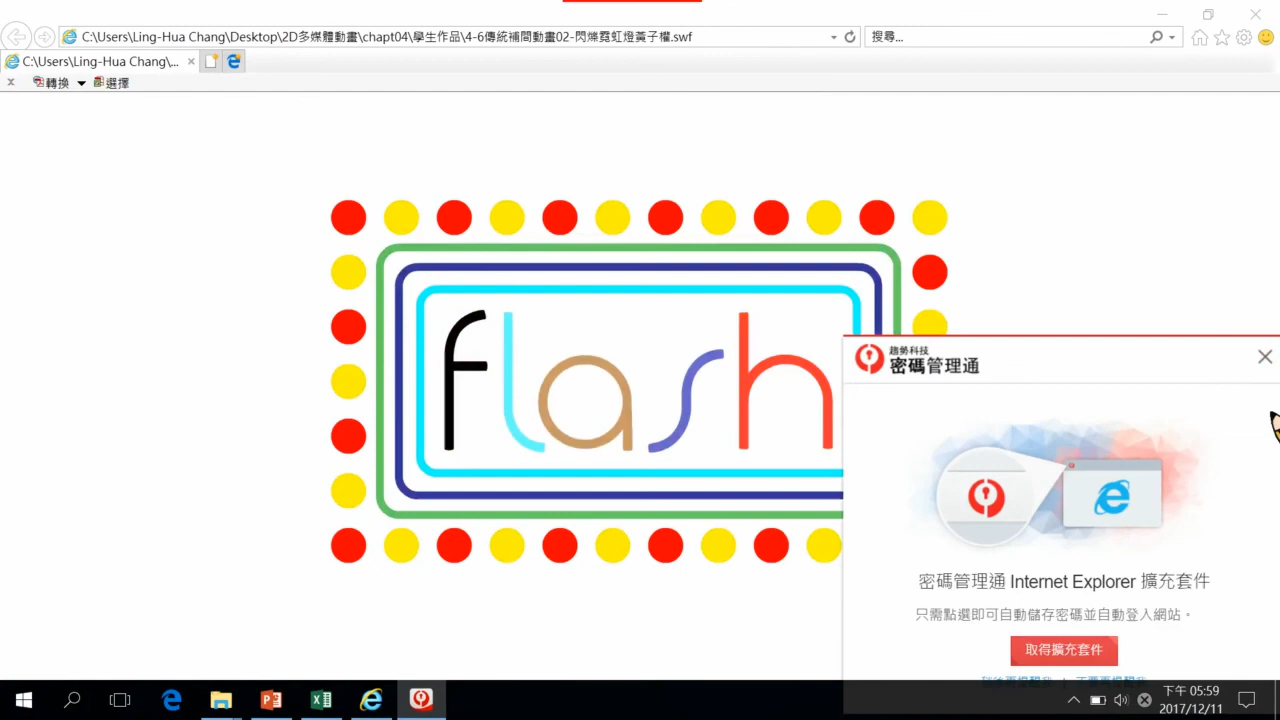 C:\Users\Ling-Hua Chang\Desktop\2D多媒體動畫\chapt04\學生作品\4-6傳統補間動畫02-閃爍霓虹燈黃子權.swf
搜尋...
C:\Users\Ling-Hua Chang\...
轉換
選擇
flash
趨勢科技
密碼管理通
密碼管理通 Internet Explorer 擴充套件
只需點選即可自動儲存密碼並自動登入網站。
取得擴充套件
下午 05:59
2017/12/11